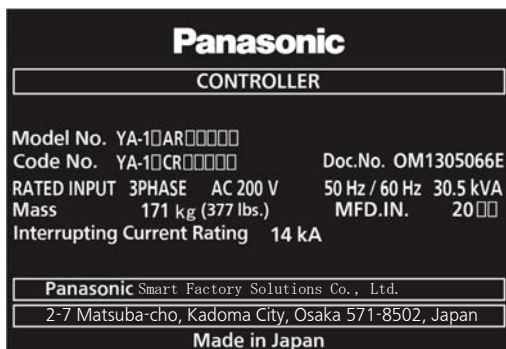 Panasonic
CONTROLLER
Model No. YA-1□AR□□□□□
Code No. YA-1□CR□□□□□ Doc.No. OM1305066E
RATED INPUT 3PHASE AC 200 V 50 Hz / 60 Hz 30.5 kVA
Mass 171 kg (377 lbs.) MFD.IN. 20□□
Interrupting Current Rating 14 kA
Panasonic Smart Factory Solutions Co., Ltd.
2-7 Matsuba-cho, Kadoma City, Osaka 571-8502, Japan
Made in Japan